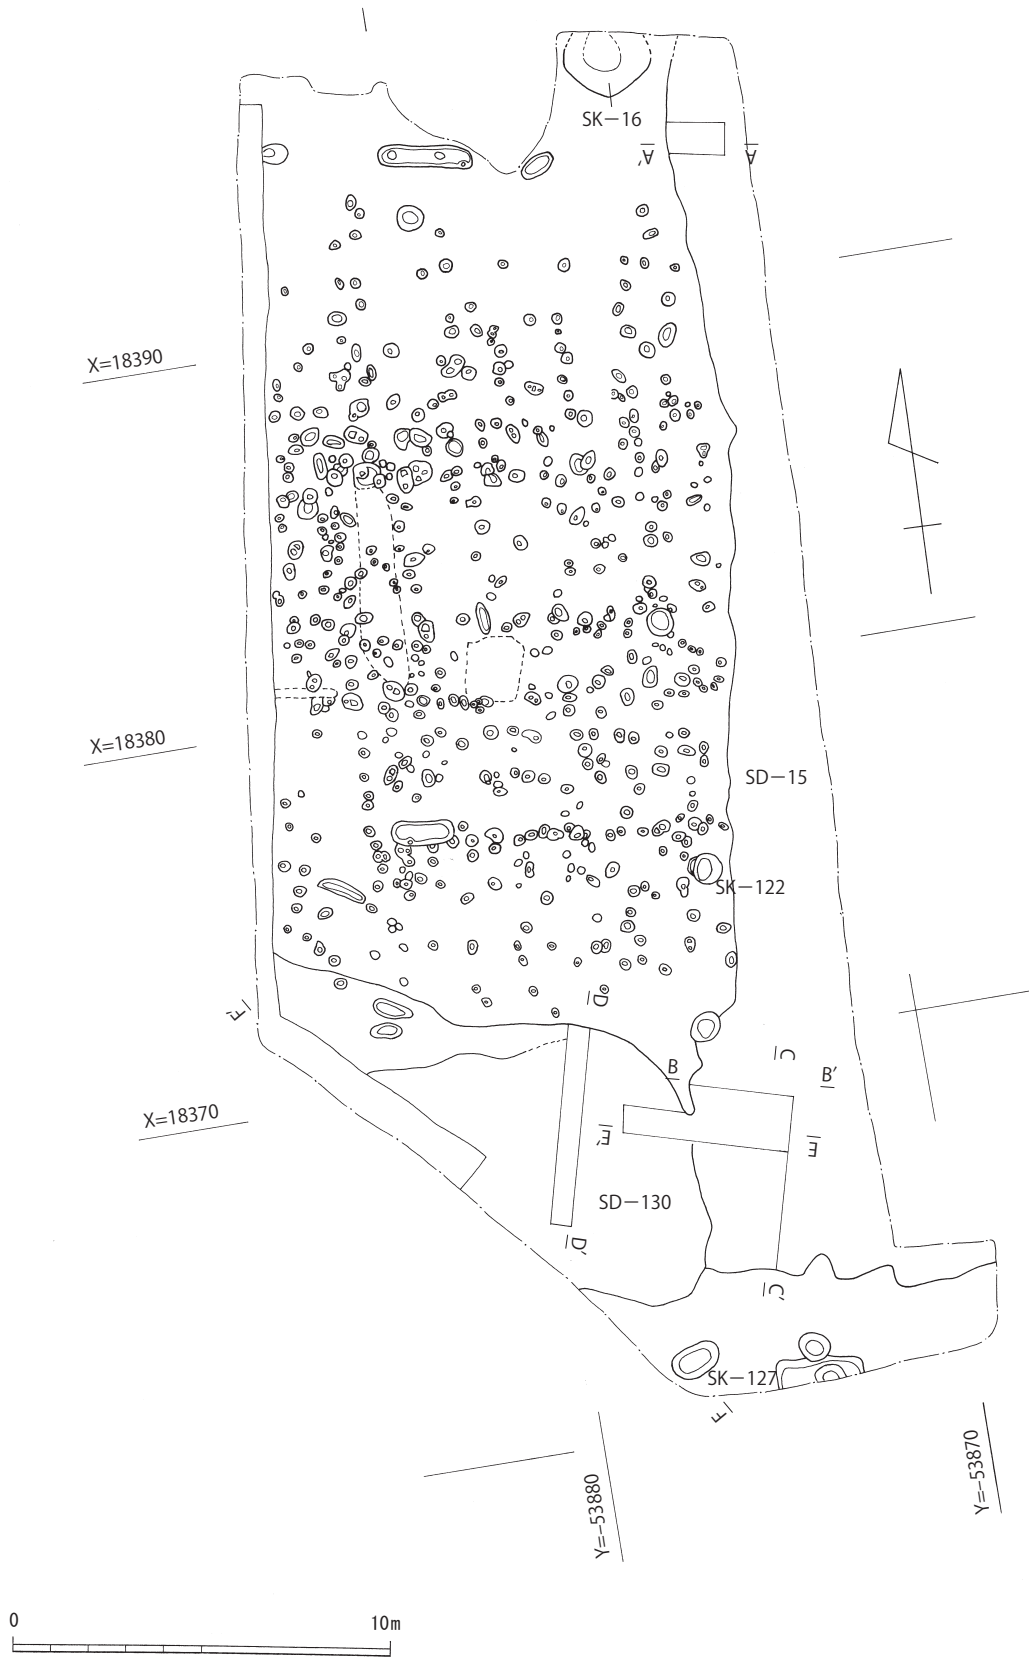 SK－16
A'
A
X=18390
X=18380
SD－15
SK－122
D
F'
C
B
B'
X=18370
E'
E
SD－130
D'
C'
SK－127
F
Y=-53880
Y=-53870
0
10m